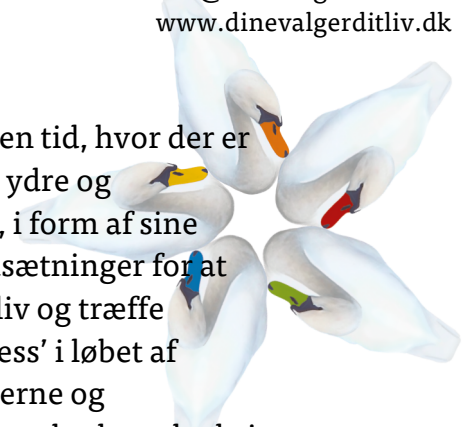 www.dinevalgerditliv.dk
en tid, hvor der er
ydre og
, i form af sine
sætninger for at
liv og træffe
ess’ i løbet af
erne og